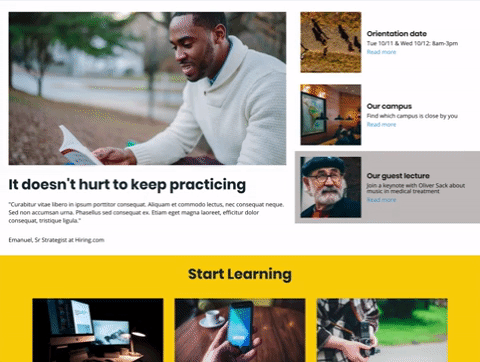 It doesn't hurt to keep practicing
"Curabitur vitae libero in ipsum porttitor consequat. Aliquam et commodo lectus, nec consequat neque.
Sed non accumsan urna. Phasellus sed consequat ex. Etiam eget magna laoreet, efficitur dolor
consequat, tristique ligula."
Emanuel, Sr Strategist at Hiring.com
Orientation date
Tue 10/11 & Wed 10/12: 8am-3pm
Read more
Our campus
Find which campus is close by you
Read more
Our guest lecture
Join a keynote with Oliver Sack about
music in medical treatment
Read more
Start Learning